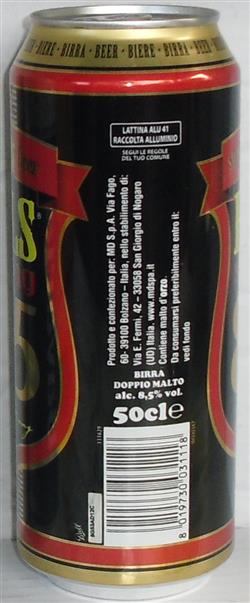 BIERE - BIRRA - BEER - BIERE - BIRRA - BEER
LATTINA ALU 41
RACCOLTA ALLUMINIO
SEGUI LE REGOLE
DEL TUO COMUNE
Prodotto e confezionato per: MD S.p.A. Via Fago,
60- 39100 Bolzano - Italia, nello stabilimento di:
Via E. Fermi, 42 - 33058 San Giorgio di Nogaro
(UD) Italia. www.mdspa.it
Contiene malto d'orzo.
Da consumarsi preferibilmente entro il:
vedi fondo
BIRRA
DOPPIO MALTO
alc. 8,5% vol.
50cl e
8 019730 031118
S
5